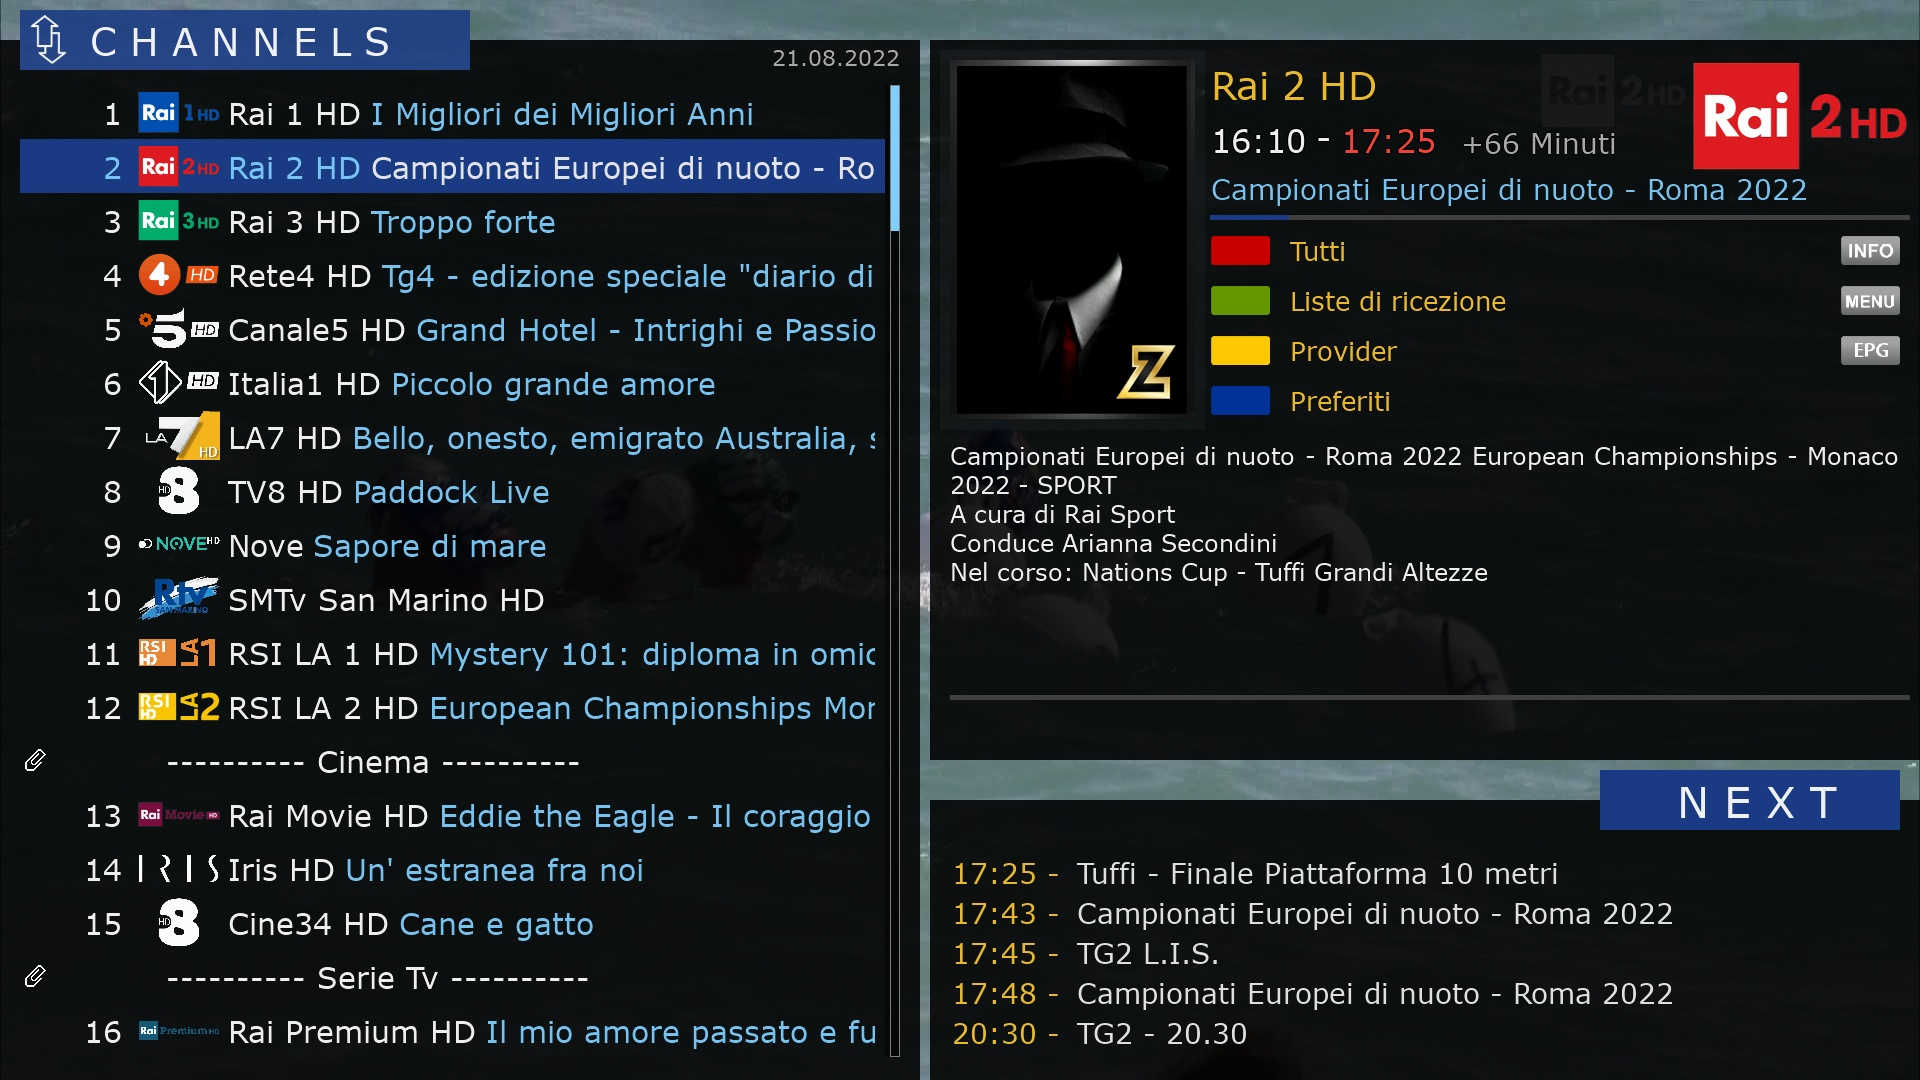 CHANNELS
21.08.2022
1 Rai 1 HD Rai 1 HD I Migliori dei Migliori Anni
2 Rai 2 HD Rai 2 HD Campionati Europei di nuoto - Ro
3 Rai 3 HD Rai 3 HD Troppo forte
4 4 HD Rete4 HD Tg4 - edizione speciale "diario di
5 5 HD Canale5 HD Grand Hotel - Intrighi e Passio
6 1 HD Italia1 HD Piccolo grande amore
7 LA7 HD LA7 HD Bello, onesto, emigrato Australia,
8 8 HD TV8 HD Paddock Live
9 NOVE HD Nove Sapore di mare
10 Rtv SAN MARINO SMTv San Marino HD
11 RSI HD LA1 RSI LA 1 HD Mystery 101: diploma in omic
12 RSI HD LA2 RSI LA 2 HD European Championships Mon
---------- Cinema ----------
13 Rai Movie HD Rai Movie HD Eddie the Eagle - Il coraggio
14 IRIS Iris HD Un' estranea fra noi
15 8 HD Cine34 HD Cane e gatto
---------- Serie Tv ----------
16 Rai Premium HD Rai Premium HD Il mio amore passato e fu
Z
Rai 2 HD
Rai 2 HD
Rai 2 HD
16:10 - 17:25 +66 Minuti
Campionati Europei di nuoto - Roma 2022
Tutti INFO
Liste di ricezione MENU
Provider EPG
Preferiti
Campionati Europei di nuoto - Roma 2022 European Championships - Monaco
2022 - SPORT
A cura di Rai Sport
Conduce Arianna Secondini
Nel corso: Nations Cup - Tuffi Grandi Altezze
NEXT
17:25 - Tuffi - Finale Piattaforma 10 metri
17:43 - Campionati Europei di nuoto - Roma 2022
17:45 - TG2 L.I.S.
17:48 - Campionati Europei di nuoto - Roma 2022
20:30 - TG2 - 20.30